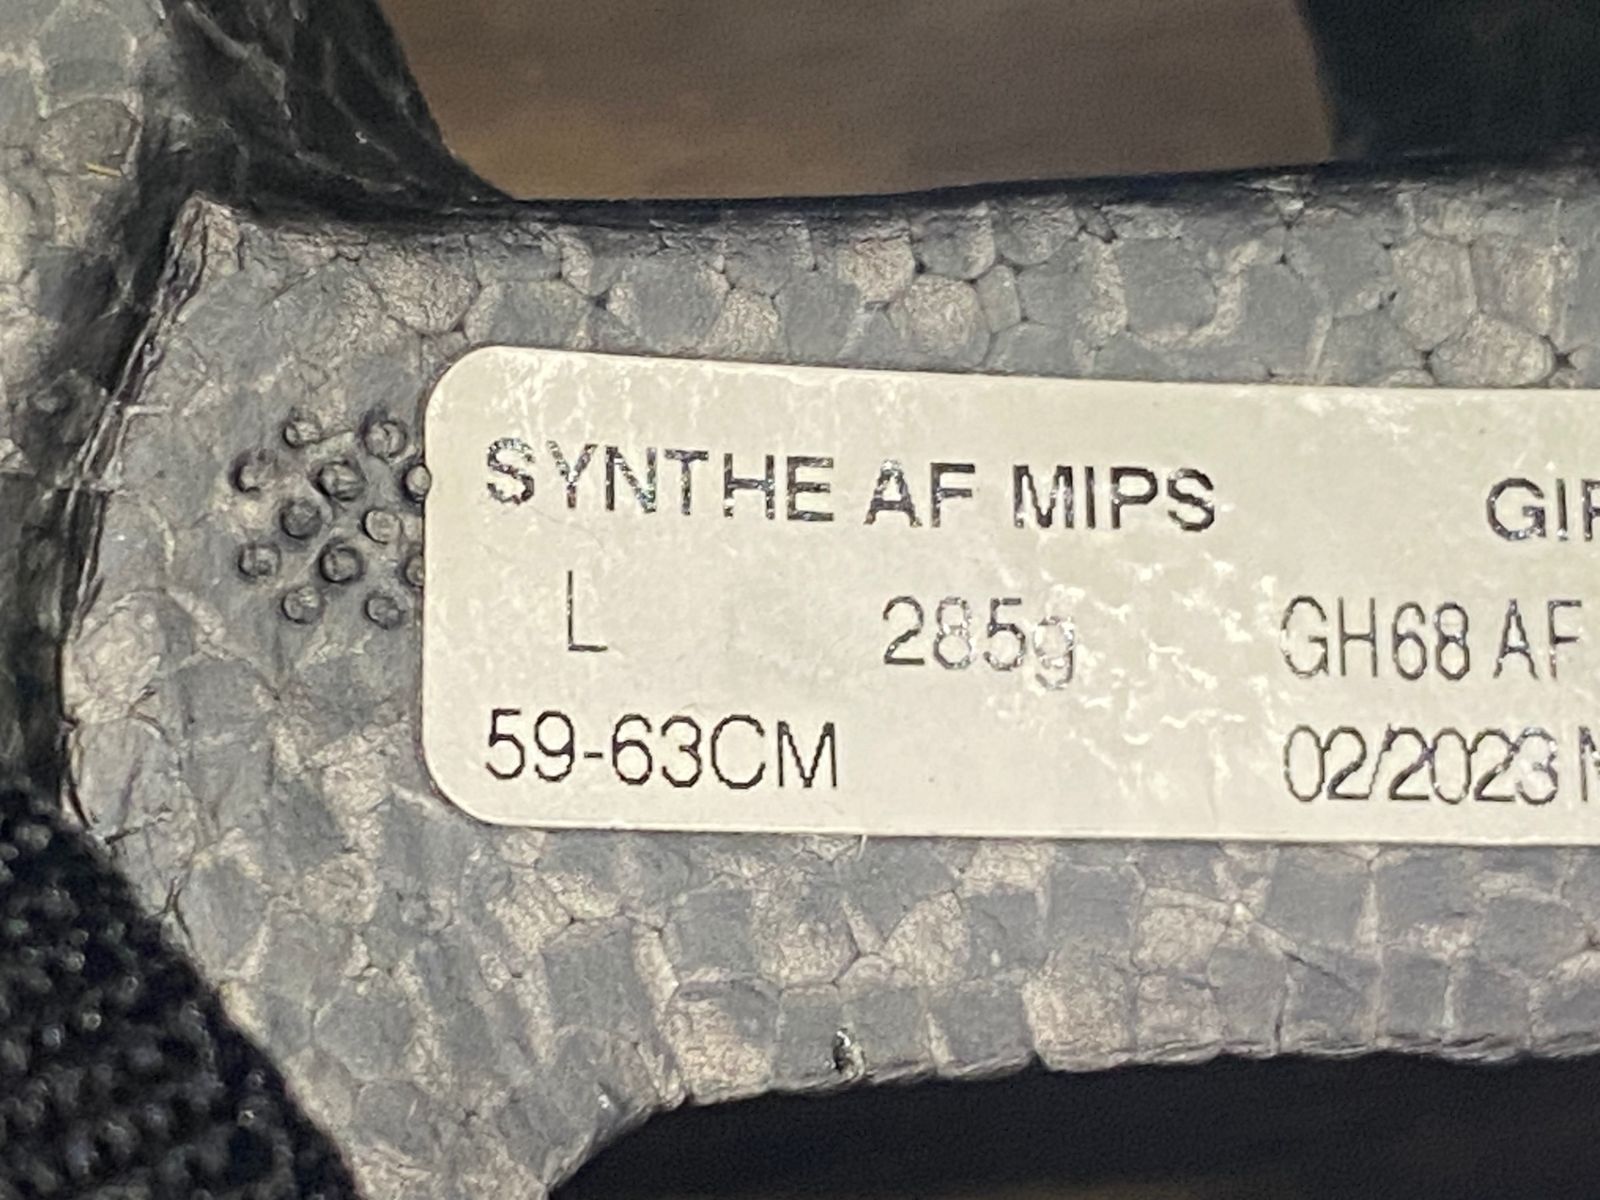 SYNTHE AF MIPS
L 285g GH68 AF
59-63CM 02/2023